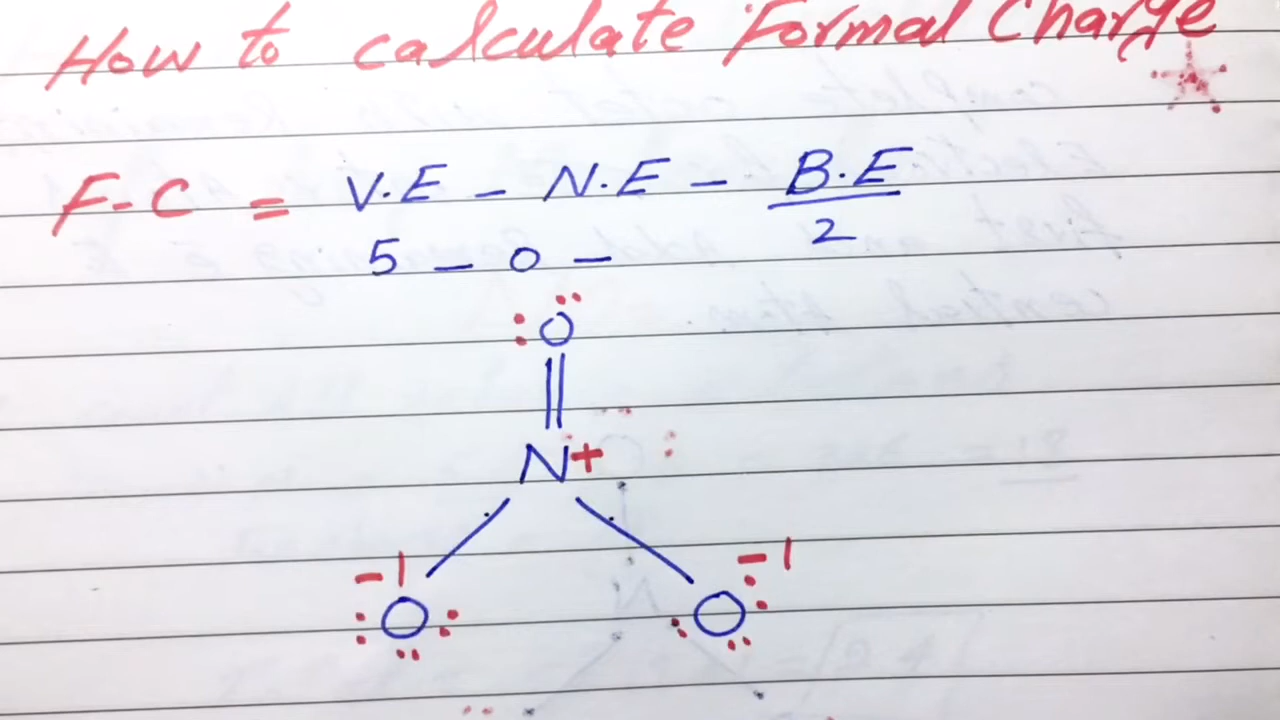 How to calculate Formal Charge
F-C = V.E - N.E - B.E
2
5 - 0 -
O
N+
-1 -1
O O